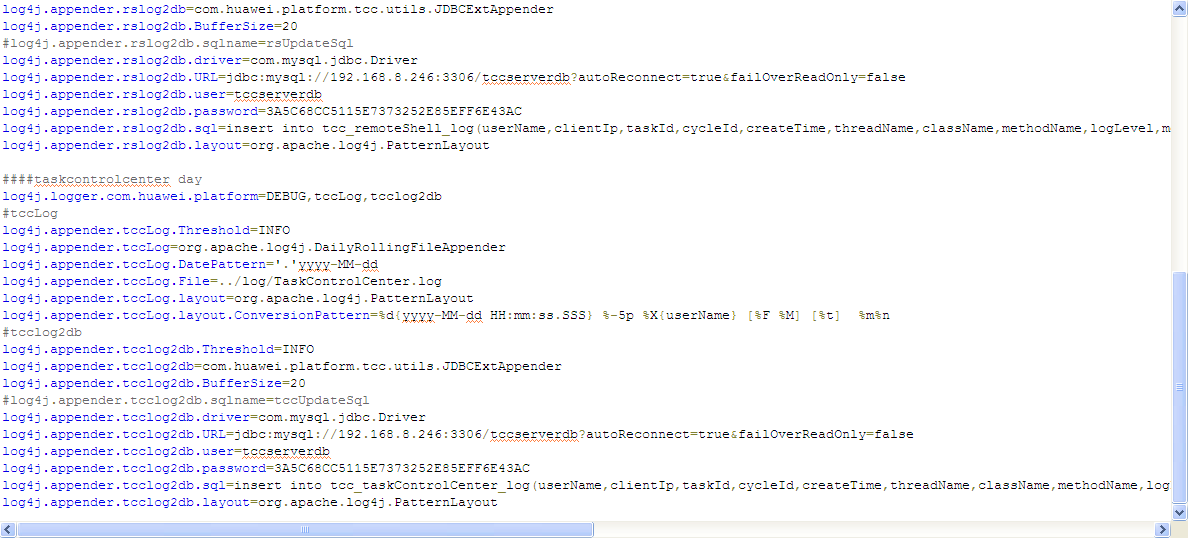 log4j.appender.rslog2db=com.huawei.platform.tcc.utils.JDBCExtAppender
log4j.appender.rslog2db.BufferSize=20
#log4j.appender.rslog2db.sqlname=rsUpdateSql
log4j.appender.rslog2db.driver=com.mysql.jdbc.Driver
log4j.appender.rslog2db.URL=jdbc:mysql://192.168.8.246:3306/tccserverdb?autoReconnect=true&failOverReadOnly=false
log4j.appender.rslog2db.user=tccserverdb
log4j.appender.rslog2db.password=3A5C68CC5115E7373252E85EFF6E43AC
log4j.appender.rslog2db.sql=insert into tcc_remoteShell_log(userName,clientIp,taskId,cycleId,createTime,threadName,className,methodName,logLevel,m
log4j.appender.rslog2db.layout=org.apache.log4j.PatternLayout
####taskcontrolcenter day
log4j.logger.com.huawei.platform=DEBUG,tccLog,tcclog2db
#tccLog
log4j.appender.tccLog.Threshold=INFO
log4j.appender.tccLog=org.apache.log4j.DailyRollingFileAppender
log4j.appender.tccLog.DatePattern='.'yyyy-MM-dd
log4j.appender.tccLog.File=../log/TaskControlCenter.log
log4j.appender.tccLog.layout=org.apache.log4j.PatternLayout
log4j.appender.tccLog.layout.ConversionPattern=%d{yyyy-MM-dd HH:mm:ss.SSS} %-5p %X{userName} [%F %M] [%t]  %m%n
#tcclog2db
log4j.appender.tcclog2db.Threshold=INFO
log4j.appender.tcclog2db=com.huawei.platform.tcc.utils.JDBCExtAppender
log4j.appender.tcclog2db.BufferSize=20
#log4j.appender.tcclog2db.sqlname=tccUpdateSql
log4j.appender.tcclog2db.driver=com.mysql.jdbc.Driver
log4j.appender.tcclog2db.URL=jdbc:mysql://192.168.8.246:3306/tccserverdb?autoReconnect=true&failOverReadOnly=false
log4j.appender.tcclog2db.user=tccserverdb
log4j.appender.tcclog2db.password=3A5C68CC5115E7373252E85EFF6E43AC
log4j.appender.tcclog2db.sql=insert into tcc_taskControlCenter_log(userName,clientIp,taskId,cycleId,createTime,threadName,className,methodName,log
log4j.appender.tcclog2db.layout=org.apache.log4j.PatternLayout